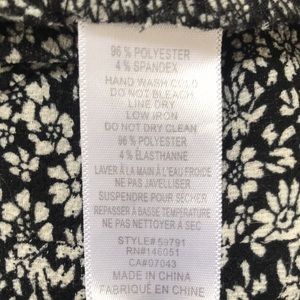 96 % POLYESTER
4 % SPANDEX
HAND WASH COLD
DO NOT BLEACH
LINE DRY
LOW IRON
DO NOT DRY CLEAN
96 % POLYESTER
4 % ÉLASTHANNE
LAVER À LA MAIN À L'EAU FROIDE
NE PAS JAVELLISER
SUSPENDRE POUR SÉCHER
REPASSER À BASSE TEMPÉRATURE
NE PAS NETTOYER À SEC
STYLE# 59791
RN#146051
CA#97043
MADE IN CHINA
FABRIQUÉ EN CHINE